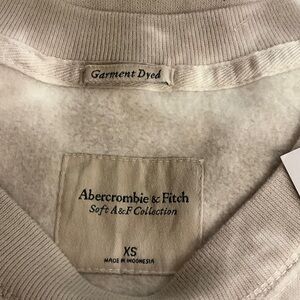 Garment Dyed
Abercrombie & Fitch
Soft A&F Collection
XS
MADE IN INDONESIA